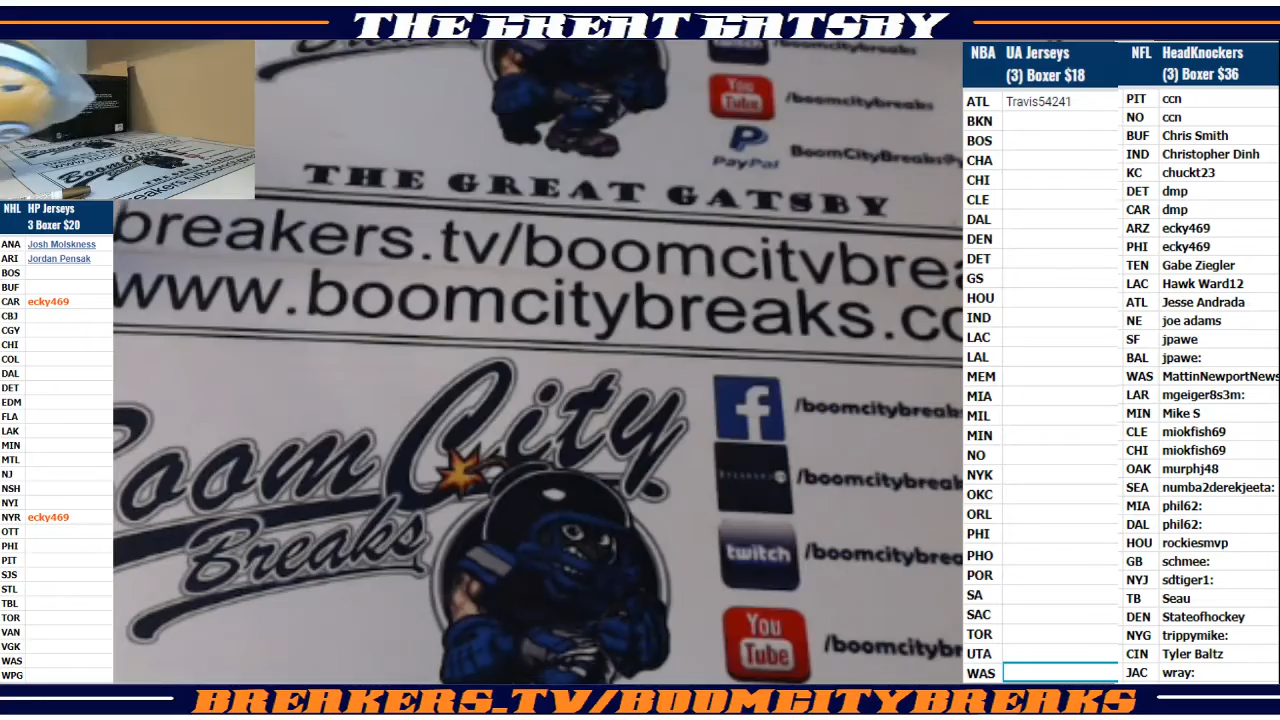 THE GREAT GATSBY
NHL HP Jerseys
3 Boxer $20
ANA Josh Molskness
ARI Jordan Pensak
BOS
BUF
CAR ecky469
CBJ
CGY
CHI
COL
DAL
DET
EDM
FLA
LAK
MIN
MTL
NJ
NSH
NYI
NYR ecky469
OTT
PHI
PIT
SJS
STL
TBL
TOR
VAN
VGK
WAS
WPG
/boomcitybreaks
You Tube /boomcitybreaks
PayPal BoomCityBreaks@
THE GREAT GATSBY
breakers.tv/boomcitybrea
www.boomcitybreaks.co
Boom City
Breaks
/boomcitybreak
/boomcitybreak
twitch /boomcitybrea
You Tube /boomcitybrea
NBA UA Jerseys
(3) Boxer $18
ATL Travis54241
BKN
BOS
CHA
CHI
CLE
DAL
DEN
DET
GS
HOU
IND
LAC
LAL
MEM
MIA
MIL
MIN
NO
NYK
OKC
ORL
PHI
PHO
POR
SA
SAC
TOR
UTA
WAS
NFL HeadKnockers
(3) Boxer $36
PIT ccn
NO ccn
BUF Chris Smith
IND Christopher Dinh
KC chuckt23
DET dmp
CAR dmp
ARZ ecky469
PHI ecky469
TEN Gabe Ziegler
LAC Hawk Ward12
ATL Jesse Andrada
NE joe adams
SF jpawe
BAL jpawe:
WAS MattinNewportNews
LAR mgeiger8s3m:
MIN Mike S
CLE miokfish69
CHI miokfish69
OAK murphj48
SEA numba2derekjeeta:
MIA phil62:
DAL phil62:
HOU rockiesmvp
GB schmee:
NYJ sdtiger1:
TB Seau
DEN Stateofhockey
NYG trippymike:
CIN Tyler Baltz
JAC wray:
BREAKERS.TV/BOOMCITYBREAKS